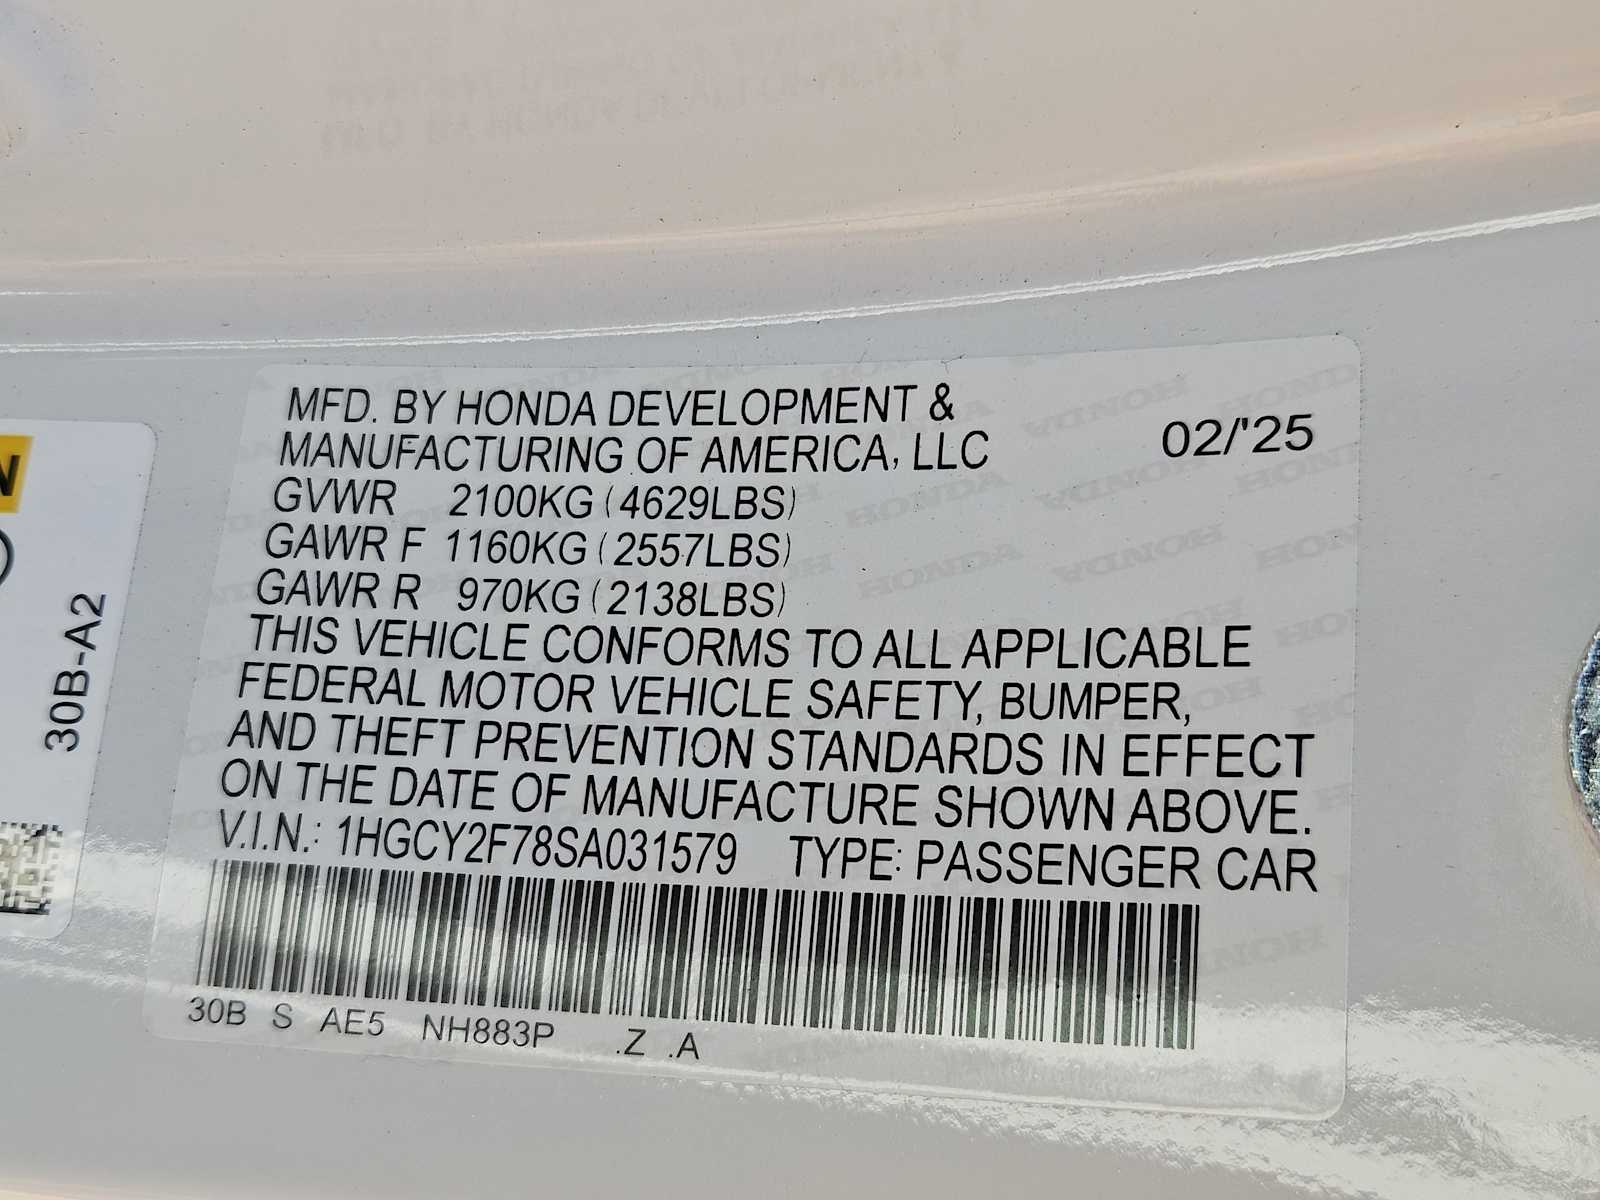 MFD. BY HONDA DEVELOPMENT &
MANUFACTURING OF AMERICA, LLC 02/'25
GVWR 2100KG (4629LBS)
GAWR F 1160KG (2557LBS)
GAWR R 970KG (2138LBS)
THIS VEHICLE CONFORMS TO ALL APPLICABLE
FEDERAL MOTOR VEHICLE SAFETY, BUMPER,
AND THEFT PREVENTION STANDARDS IN EFFECT
ON THE DATE OF MANUFACTURE SHOWN ABOVE.
V.I.N.: 1HGCY2F78SA031579 TYPE: PASSENGER CAR
30B S AE5 NH883P .Z .A
30B-A2